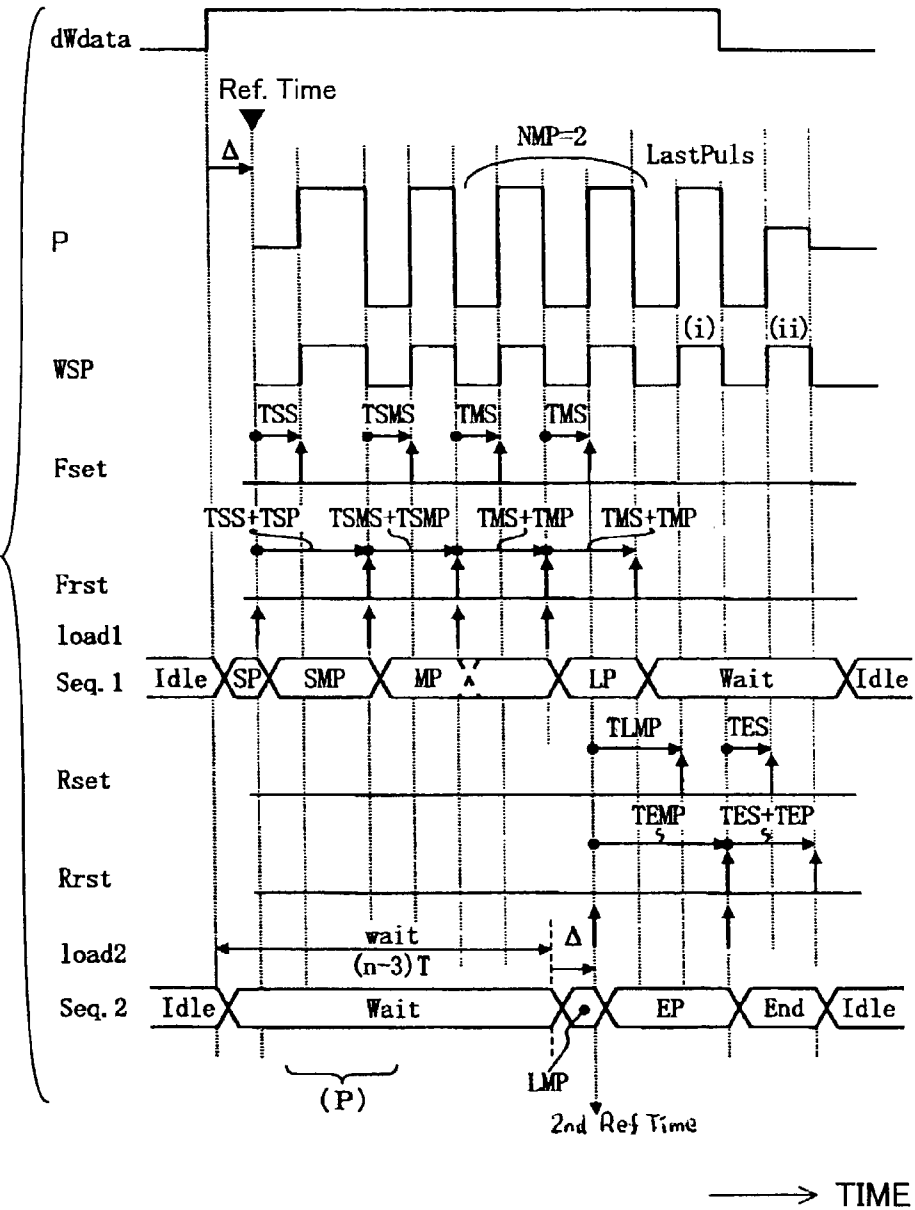 dWdata
Ref. Time
Δ
NMP=2
LastPuls
P
(i) (ii)
WSP
TSS TSMS TMS TMS
Fset
TSS+TSP TSMS+TSMP TMS+TMP TMS+TMP
Frst
load1
Seq.1 Idle SP SMP MP LP Wait Idle
TLMP TES
Rset
TEMP TES+TEP
Rrst
wait Δ
load2
(n-3)T
Seq.2 Idle Wait EP End Idle
LMP
(P)
2nd Ref Time
TIME